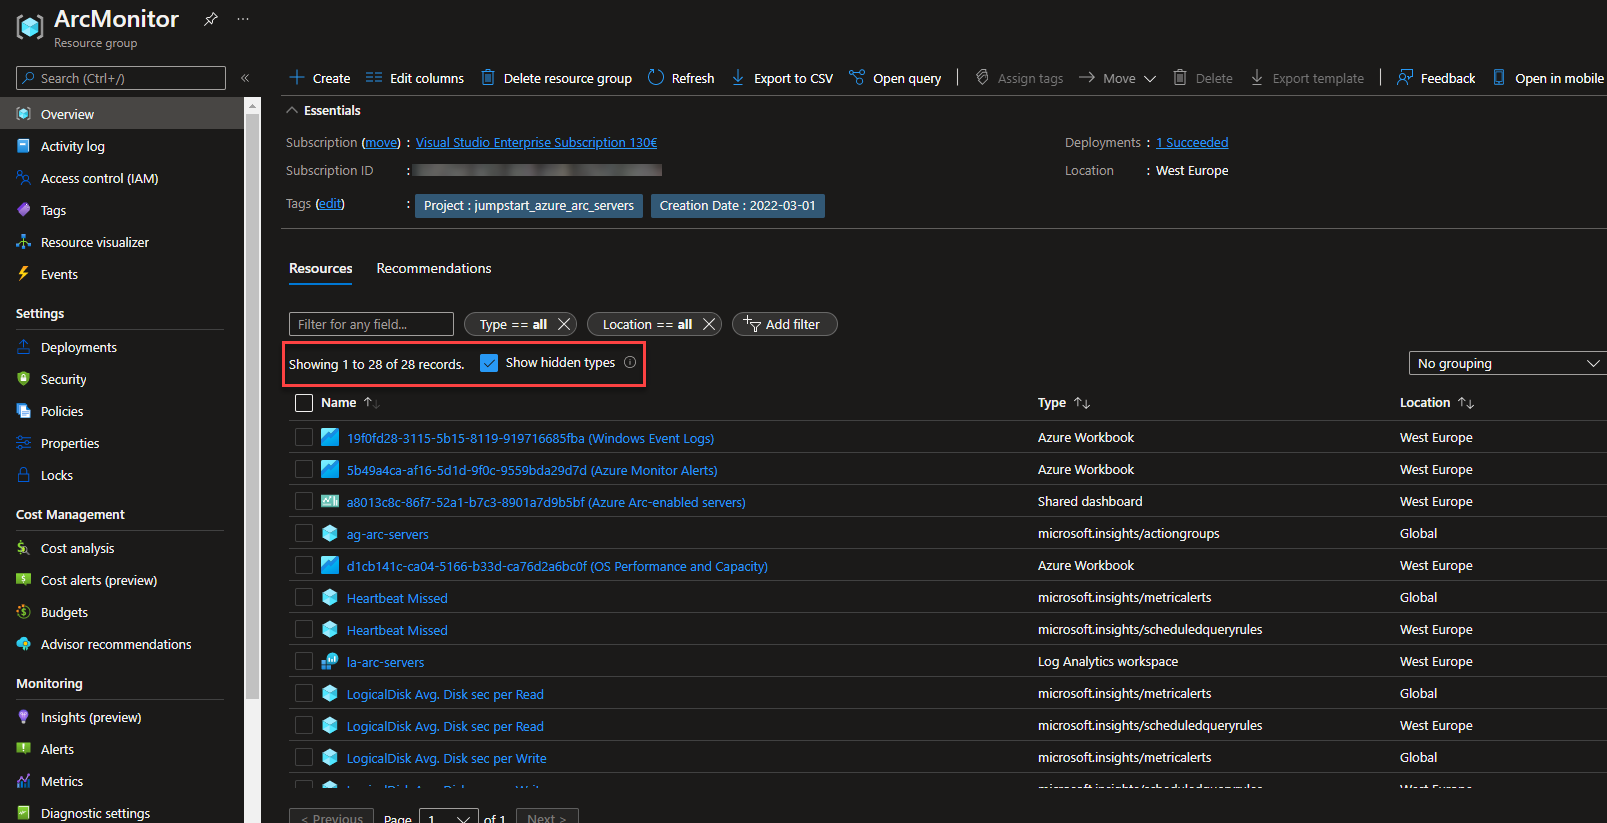 ArcMonitor
Resource group
Search (Ctrl+/)
«
Overview
Activity log
Access control (IAM)
Tags
Resource visualizer
Events
Settings
Deployments
Security
Policies
Properties
Locks
Cost Management
Cost analysis
Cost alerts (preview)
Budgets
Advisor recommendations
Monitoring
Insights (preview)
Alerts
Metrics
Diagnostic settings
Create Edit columns Delete resource group Refresh Export to CSV Open query Assign tags Move Delete Export template Feedback Open in mobile
Essentials
Subscription (move) : Visual Studio Enterprise Subscription 130€ Deployments : 1 Succeeded
Subscription ID : Location : West Europe
Tags (edit) : Project : jumpstart_azure_arc_servers Creation Date : 2022-03-01
Resources Recommendations
Filter for any field... Type == all Location == all Add filter
Showing 1 to 28 of 28 records. Show hidden types No grouping
Name Type Location
19f0fd28-3115-5b15-8119-919716685fba (Windows Event Logs) Azure Workbook West Europe
5b49a4ca-af16-5d1d-9f0c-9559bda29d7d (Azure Monitor Alerts) Azure Workbook West Europe
a8013c8c-86f7-52a1-b7c3-8901a7d9b5bf (Azure Arc-enabled servers) Shared dashboard West Europe
ag-arc-servers microsoft.insights/actiongroups Global
d1cb141c-ca04-5166-b33d-ca76d2a6bc0f (OS Performance and Capacity) Azure Workbook West Europe
Heartbeat Missed microsoft.insights/metricalerts Global
Heartbeat Missed microsoft.insights/scheduledqueryrules West Europe
la-arc-servers Log Analytics workspace West Europe
LogicalDisk Avg. Disk sec per Read microsoft.insights/metricalerts Global
LogicalDisk Avg. Disk sec per Read microsoft.insights/scheduledqueryrules West Europe
LogicalDisk Avg. Disk sec per Write microsoft.insights/metricalerts Global
< Previous Page 1 of 1 Next >